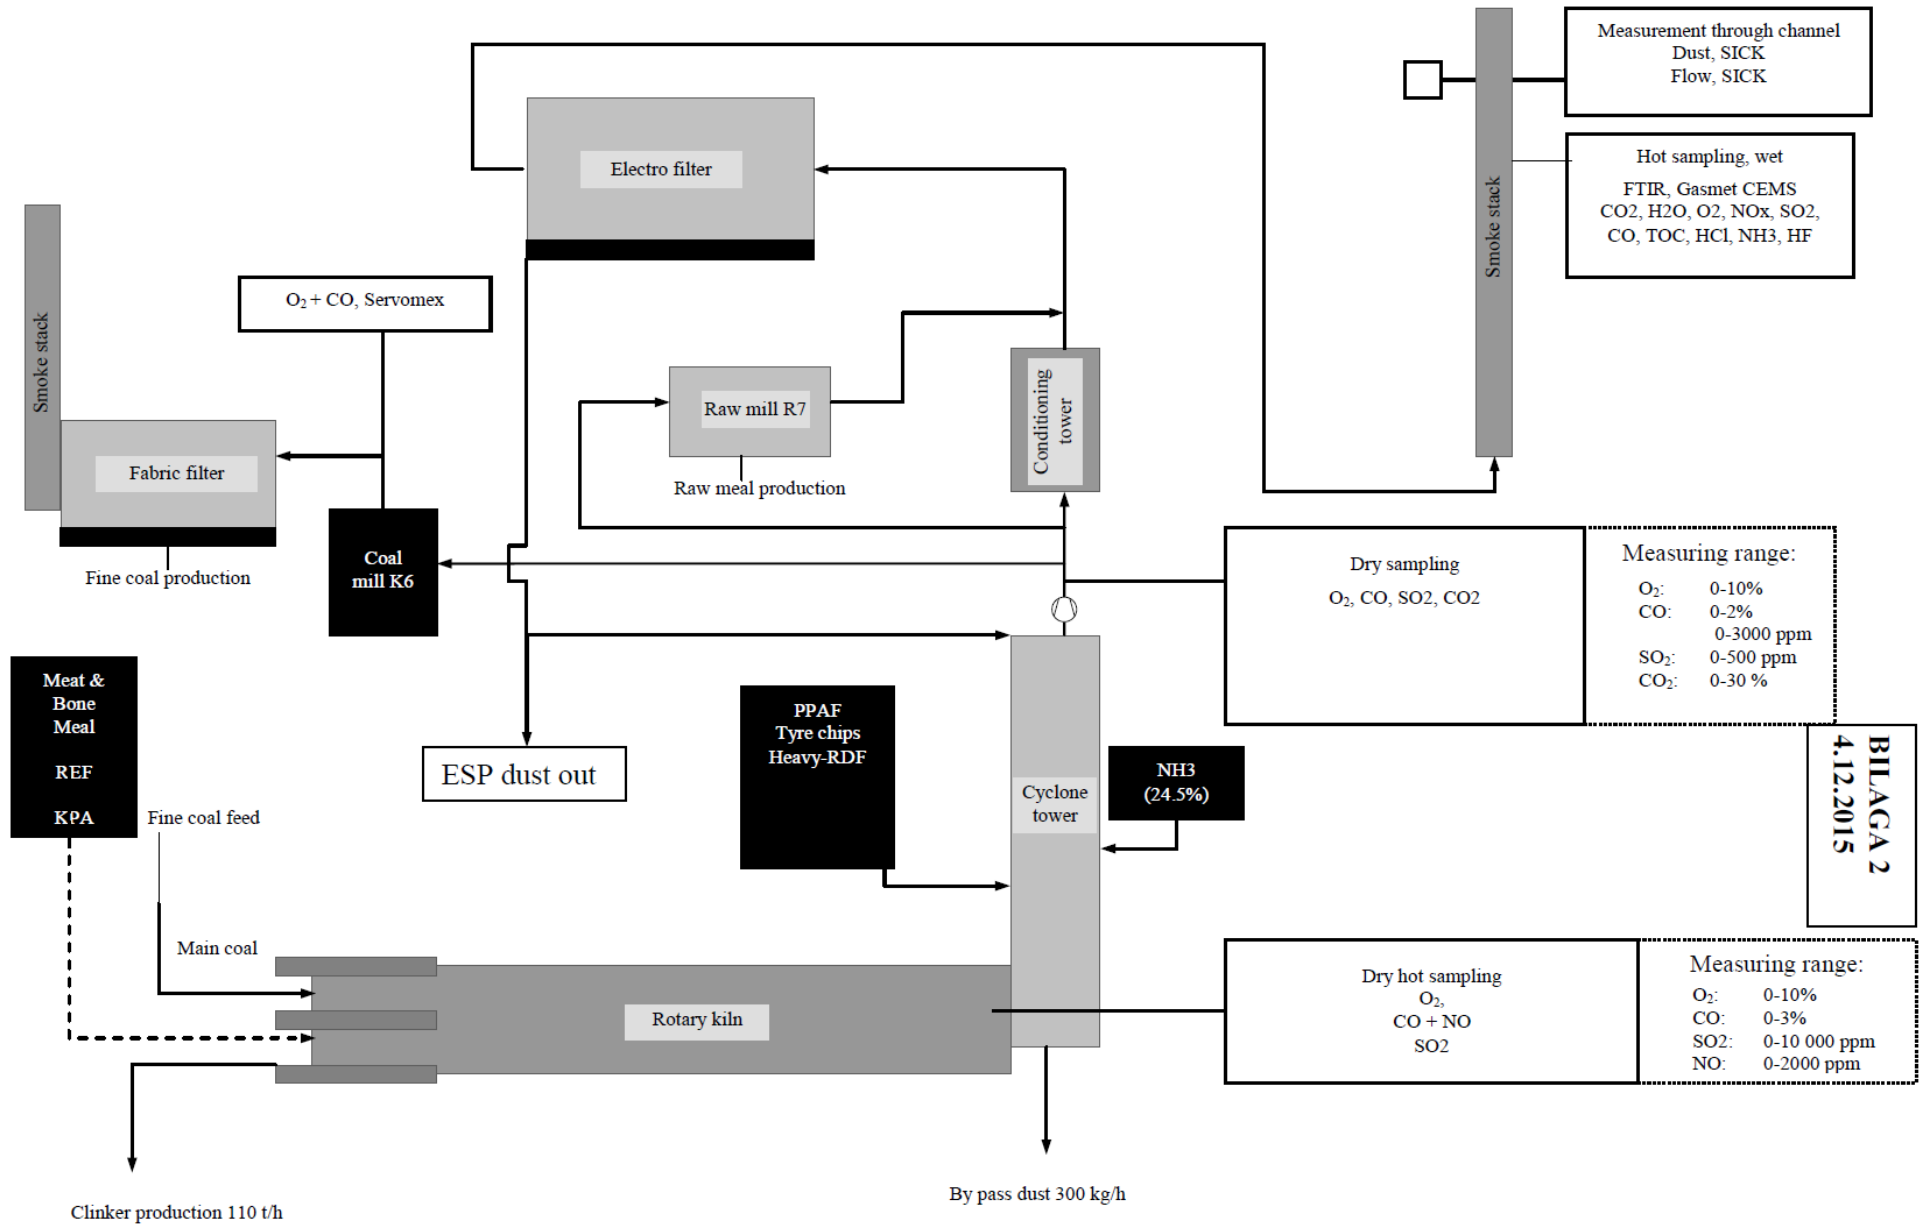 Measurement through channel
Dust, SICK
Flow, SICK
Smoke stack
Hot sampling, wet
FTIR, Gasmet CEMS
CO2, H2O, O2, NOx, SO2,
CO, TOC, HCl, NH3, HF
Electro filter
O₂ + CO, Servomex
Smoke stack
Fabric filter
Fine coal production
Coal
mill K6
Raw mill R7
Raw meal production
Conditioning
tower
Dry sampling
O₂, CO, SO2, CO2
Measuring range:
O₂: 0-10%
CO: 0-2%
0-3000 ppm
SO₂: 0-500 ppm
CO₂: 0-30 %
BILAGA 2
4.12.2015
Meat &
Bone
Meal
REF
KPA
Fine coal feed
Main coal
ESP dust out
PPAF
Tyre chips
Heavy-RDF
Cyclone
tower
NH3
(24.5%)
Rotary kiln
Dry hot sampling
O₂,
CO + NO
SO2
Measuring range:
O₂: 0-10%
CO: 0-3%
SO2: 0-10 000 ppm
NO: 0-2000 ppm
By pass dust 300 kg/h
Clinker production 110 t/h